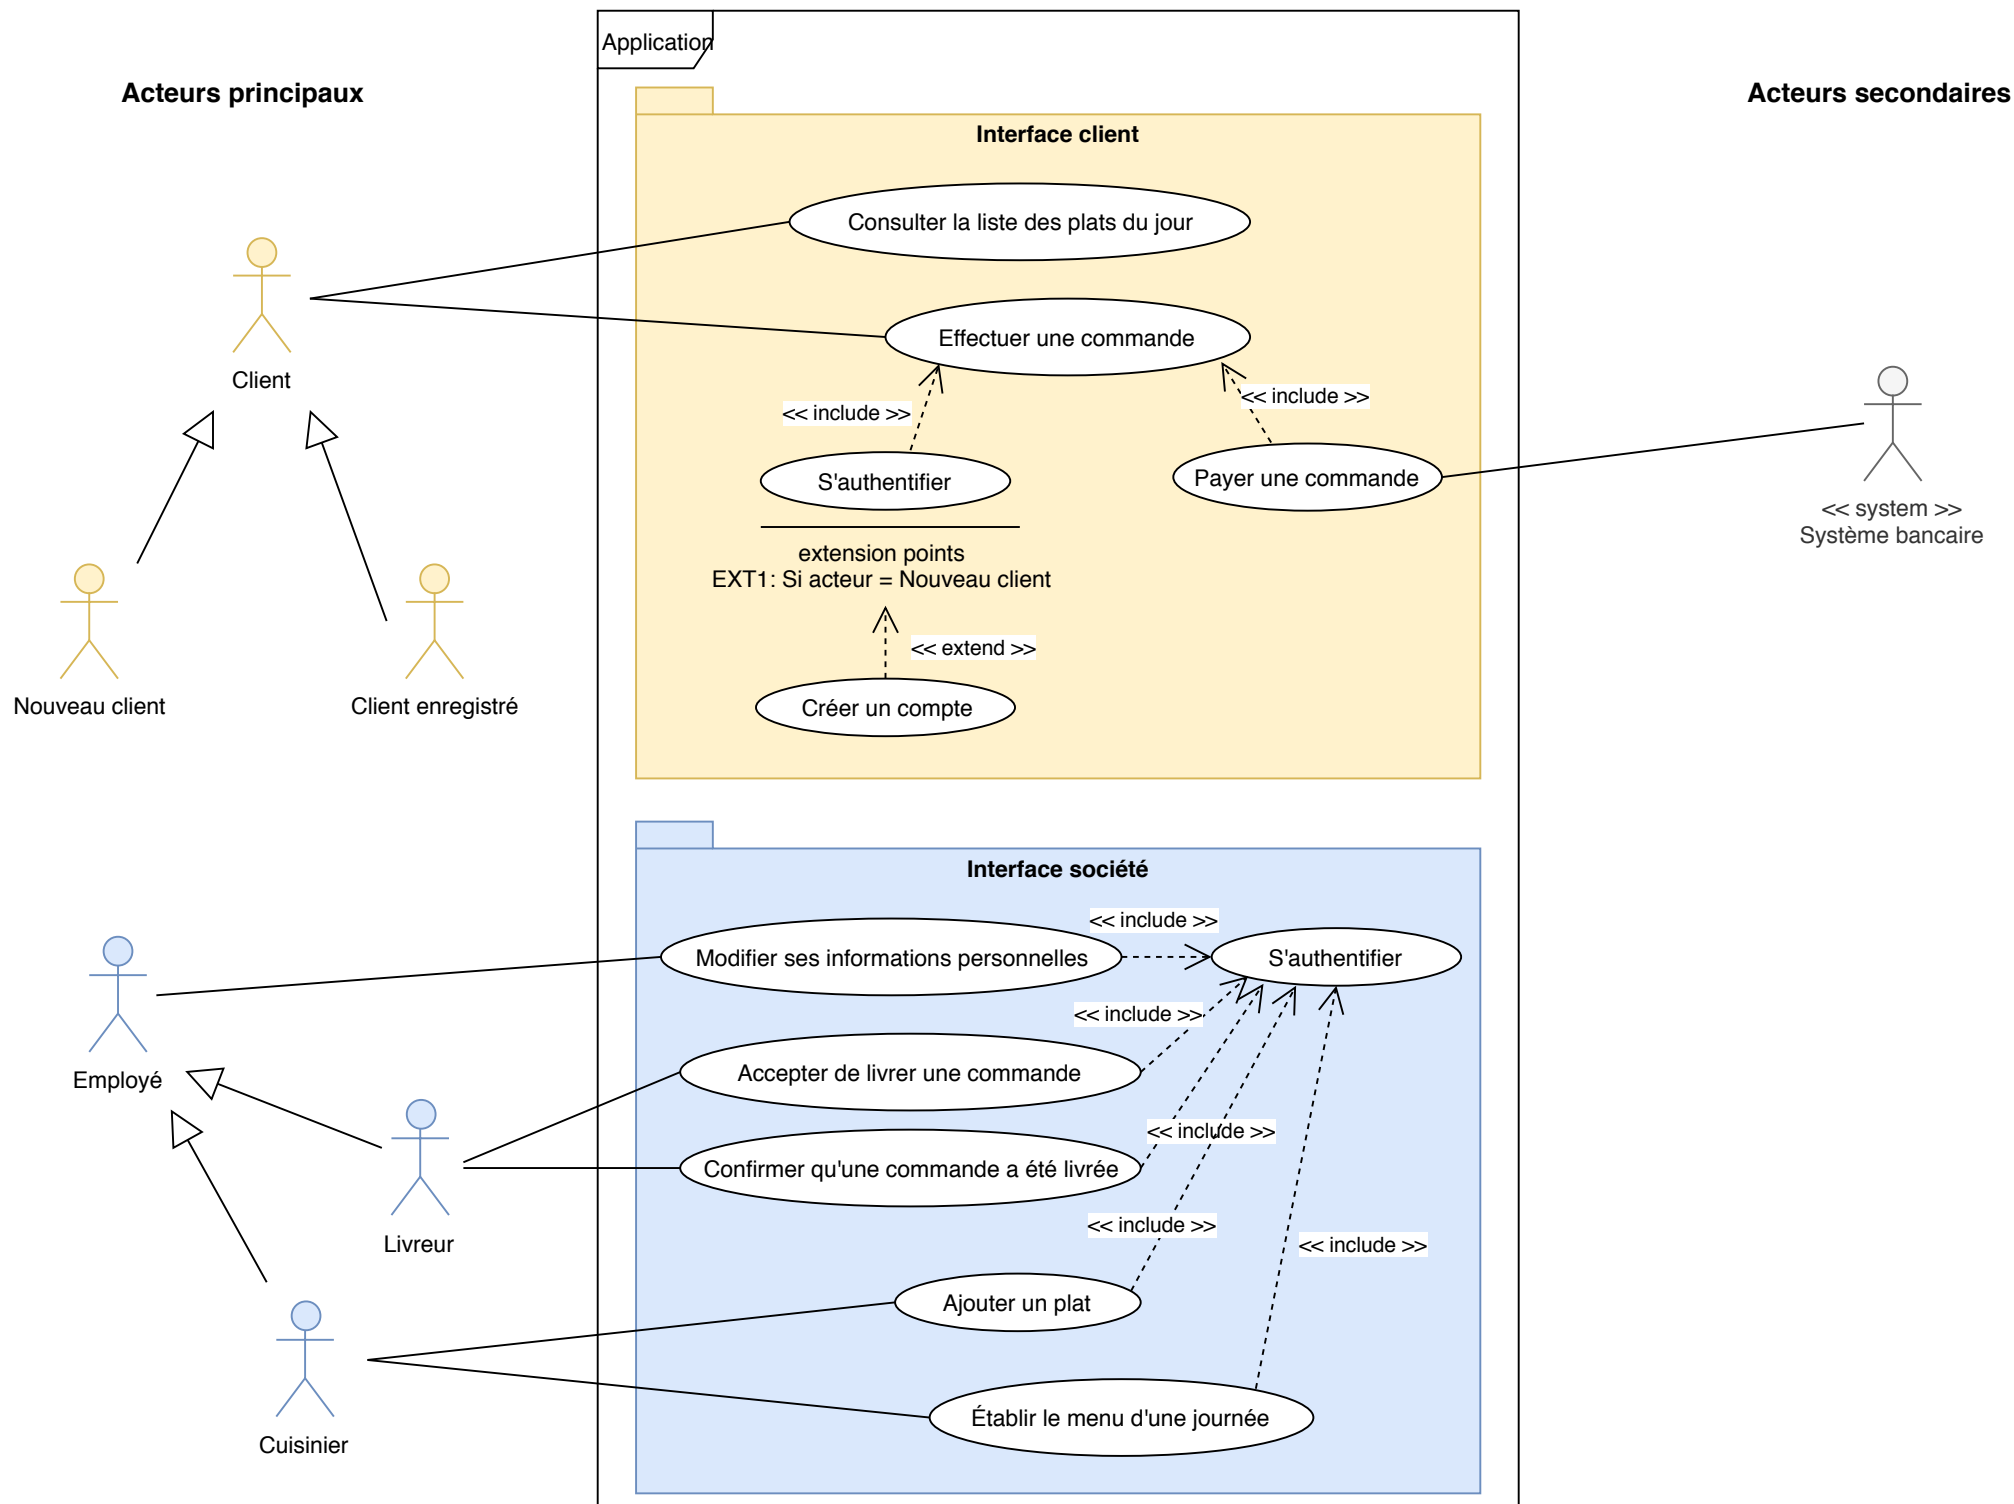 Application
Acteurs principaux
Acteurs secondaires
Interface client
Consulter la liste des plats du jour
Effectuer une commande
Client
<< include >>
<< include >>
S'authentifier
Payer une commande
<< system >>
Système bancaire
extension points
EXT1: Si acteur = Nouveau client
<< extend >>
Nouveau client
Client enregistré
Créer un compte
Interface société
<< include >>
Modifier ses informations personnelles
S'authentifier
<< include >>
Employé
Accepter de livrer une commande
<< include >>
Confirmer qu'une commande a été livrée
<< include >>
Livreur
<< include >>
Ajouter un plat
Établir le menu d'une journée
Cuisinier